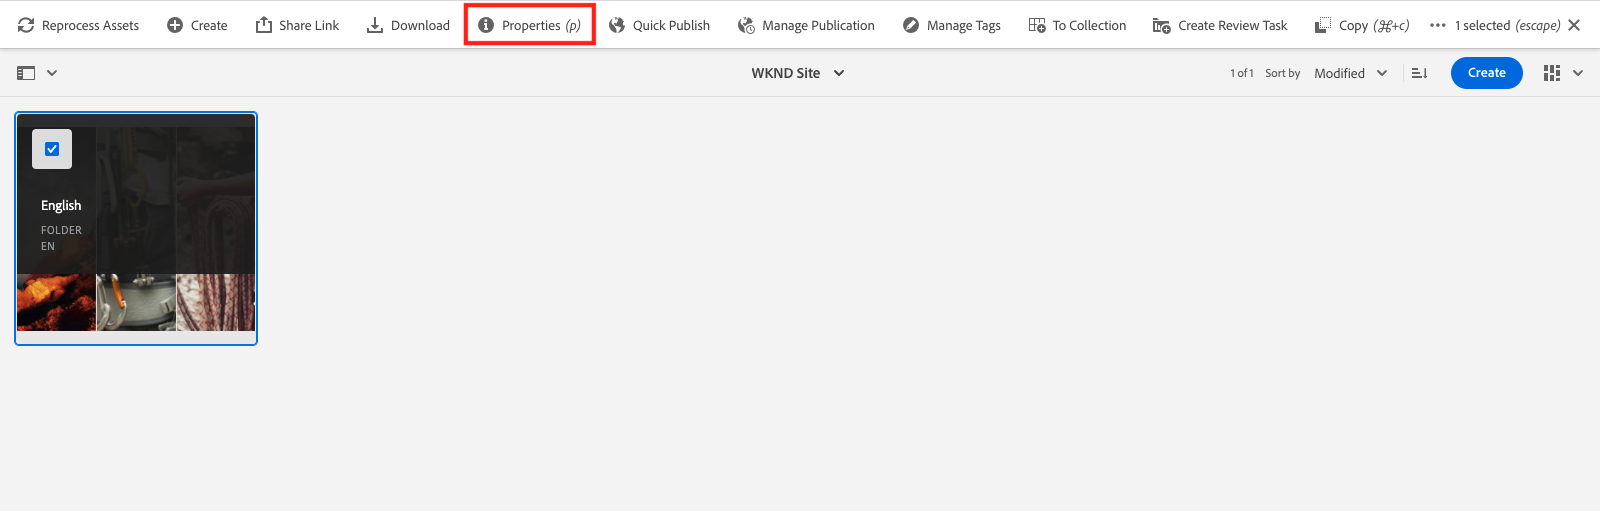 Reprocess Assets Create Share Link Download Properties (p) Quick Publish Manage Publication Manage Tags To Collection Create Review Task Copy (⌘+c) ••• 1 selected (escape)
WKND Site 1 of 1 Sort by Modified Create
English
FOLDER
EN